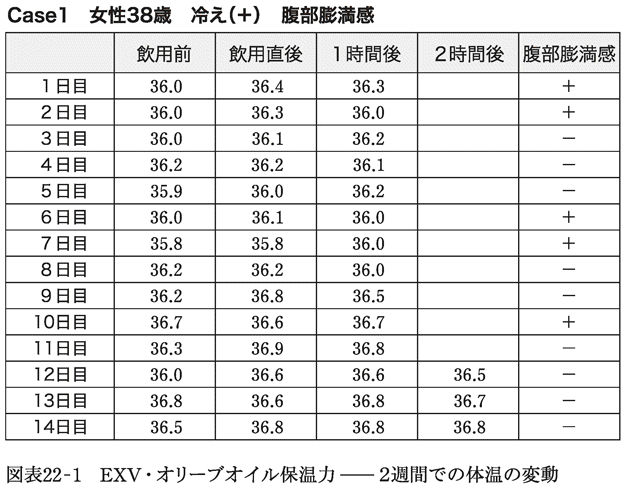 Case1 女性38歳 冷え(+) 腹部膨満感
飲用前 飲用直後 1時間後 2時間後 腹部膨満感
1日目 36.0 36.4 36.3 +
2日目 36.0 36.3 36.0 +
3日目 36.0 36.1 36.2 −
4日目 36.2 36.2 36.1 −
5日目 35.9 36.0 36.2 −
6日目 36.0 36.1 36.0 +
7日目 35.8 35.8 36.0 +
8日目 36.2 36.2 36.0 −
9日目 36.2 36.8 36.5 −
10日目 36.7 36.6 36.7 +
11日目 36.3 36.9 36.8 −
12日目 36.0 36.6 36.6 36.5 −
13日目 36.8 36.6 36.8 36.7 −
14日目 36.5 36.8 36.8 36.8 −
図表22-1 EXV・オリーブオイル保温力――2週間での体温の変動